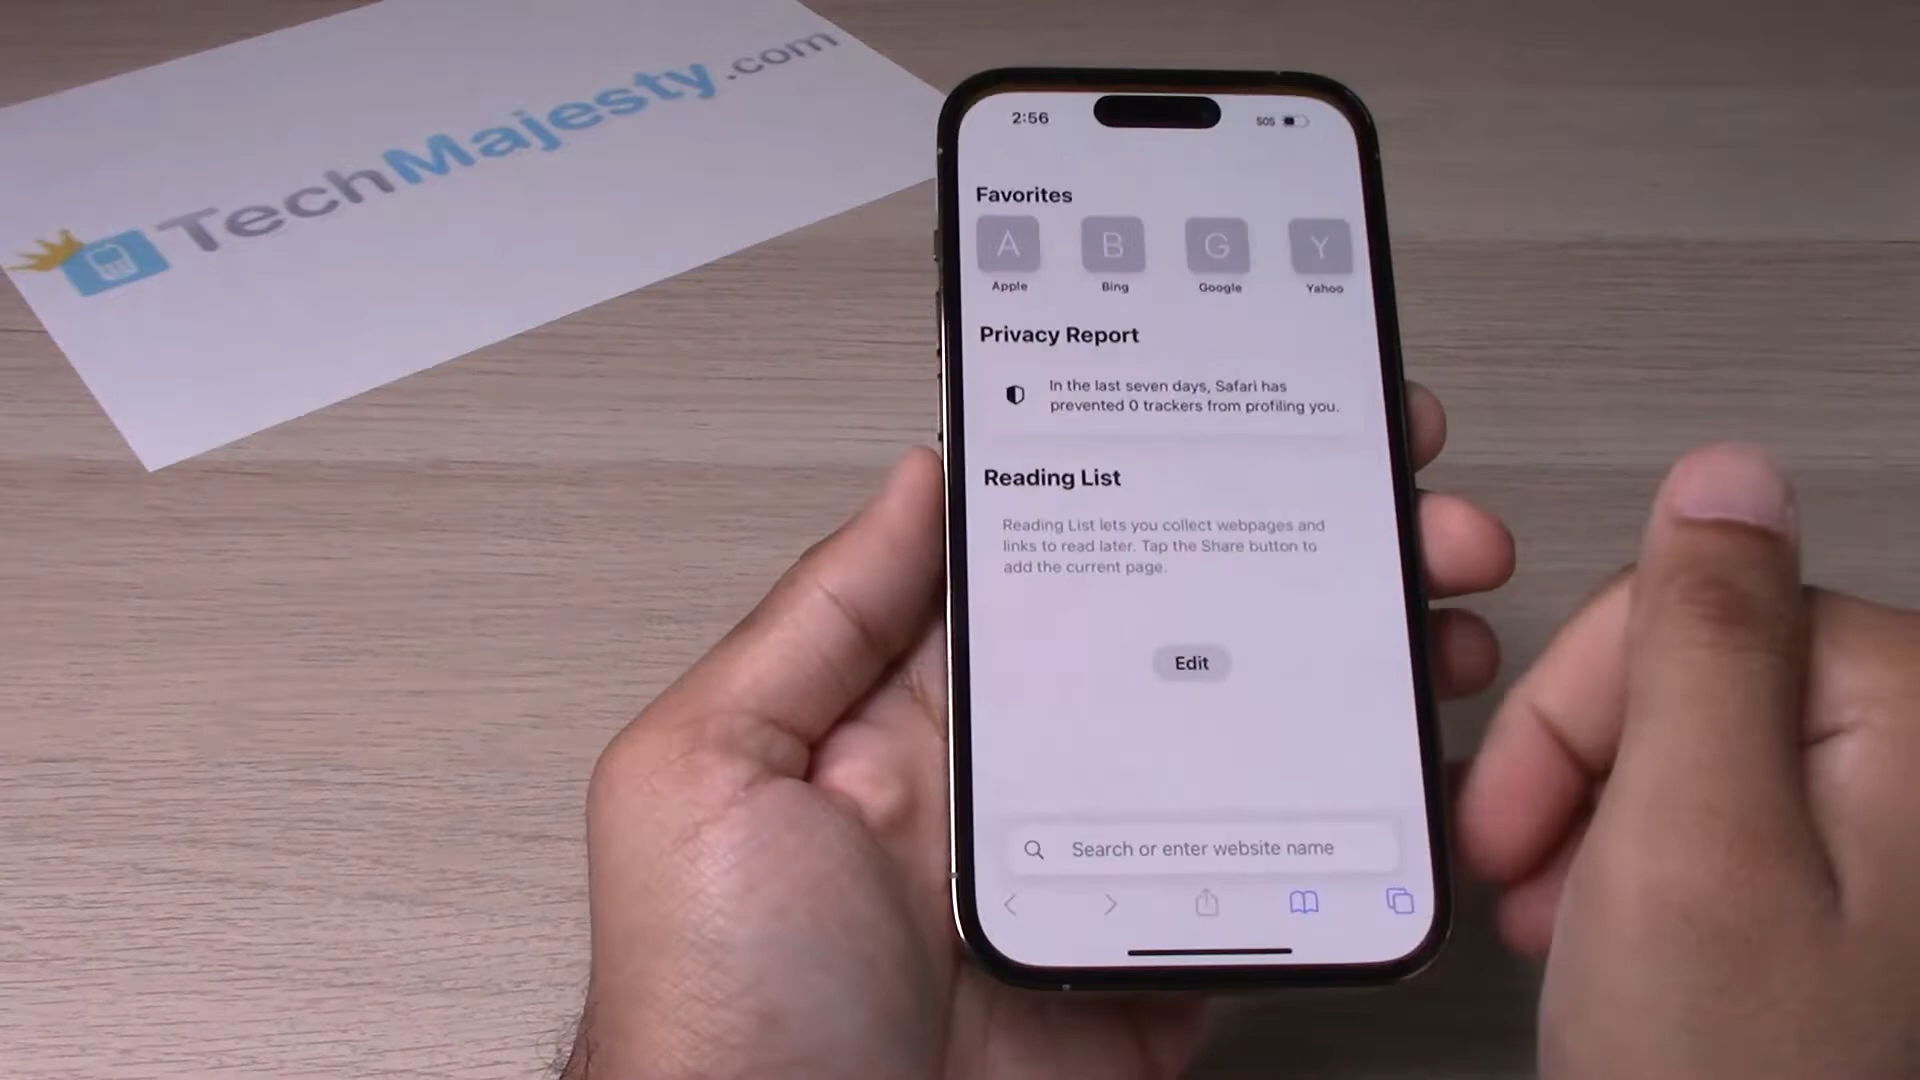 TechMajesty.com
2:56
SOS
Favorites
A
B
G
Y
Apple
Bing
Google
Yahoo
Privacy Report
In the last seven days, Safari has
prevented 0 trackers from profiling you.
Reading List
Reading List lets you collect webpages and
links to read later. Tap the Share button to
add the current page.
Edit
Search or enter website name